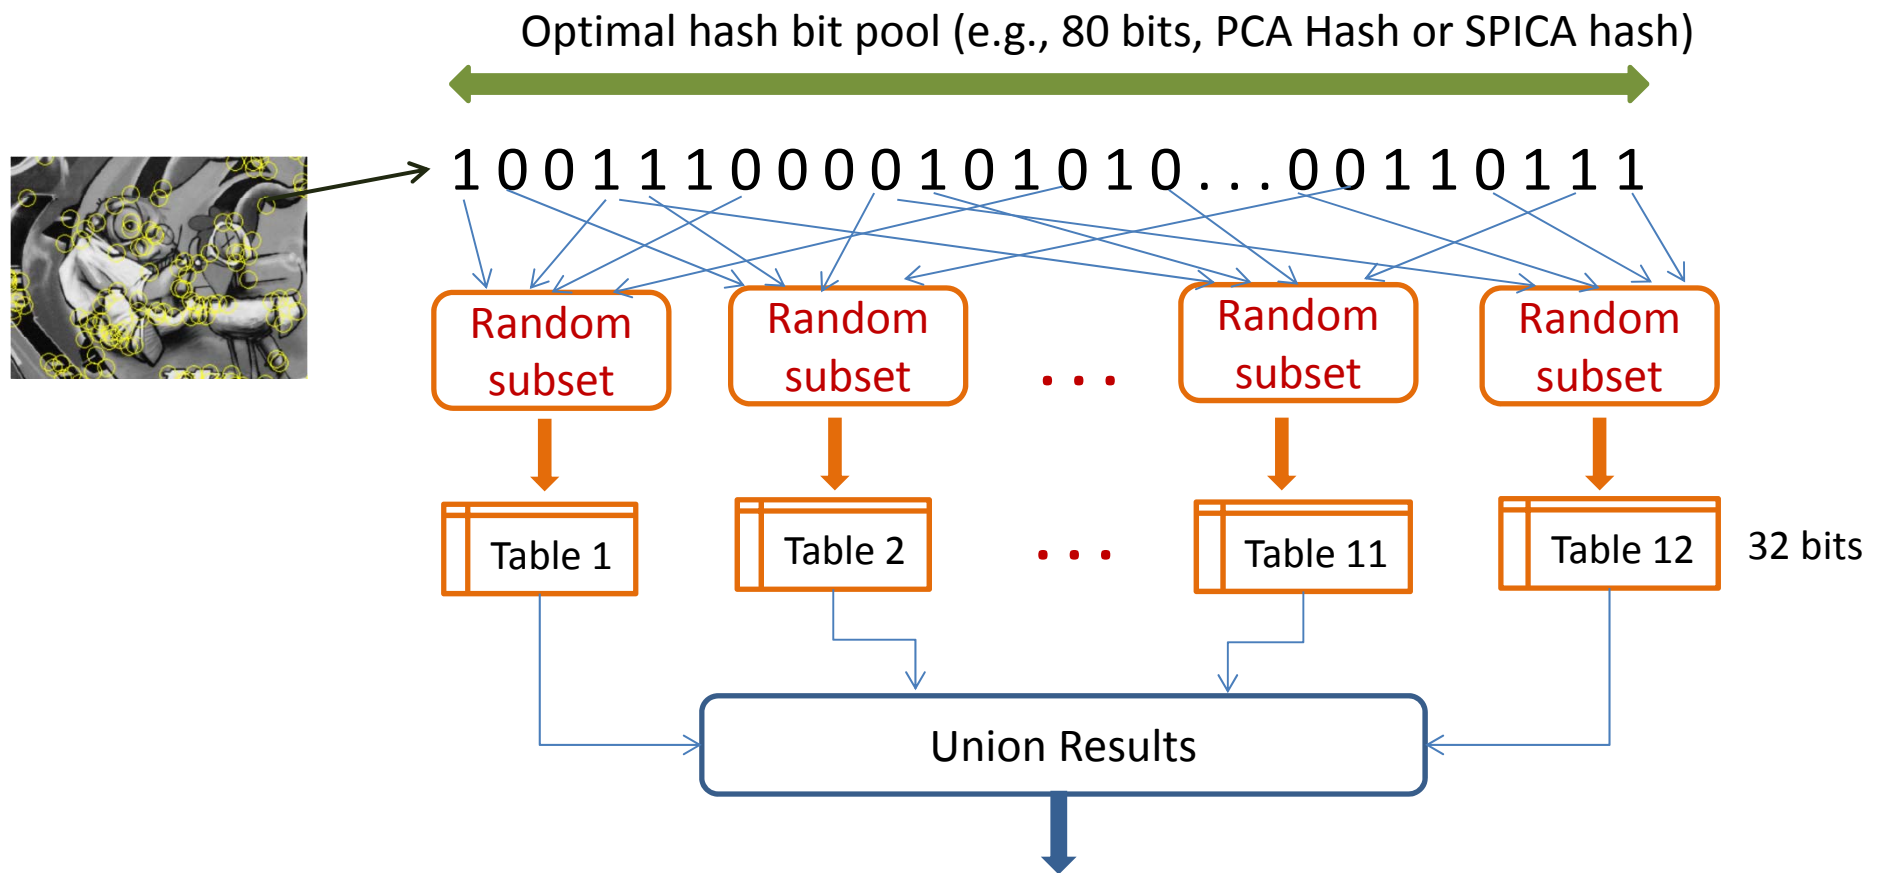 Optimal hash bit pool (e.g., 80 bits, PCA Hash or SPICA hash)
1 0 0 1 1 1 0 0 0 0 1 0 1 0 1 0 . . . 0 0 1 1 0 1 1 1
Random subset
Random subset
. . .
Random subset
Random subset
Table 1
Table 2
. . .
Table 11
Table 12
32 bits
Union Results